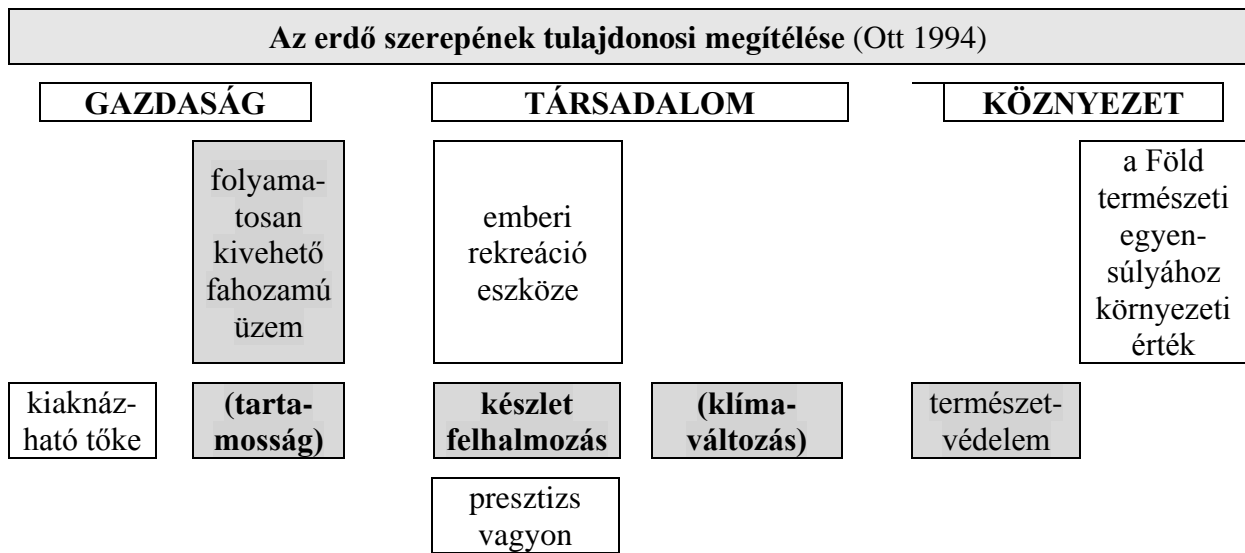 Az erdő szerepének tulajdonosi megítélése (Ott 1994)
GAZDASÁG
TÁRSADALOM
KÖZNYEZET
folyama-
tosan
kivehető
fahozamú
üzem
emberi
rekreáció
eszköze
a Föld
természeti
egyen-
súlyához
környezeti
érték
kiaknáz-
ható tőke
(tarta-
mosság)
készlet
felhalmozás
(klíma-
változás)
természet-
védelem
presztizs
vagyon